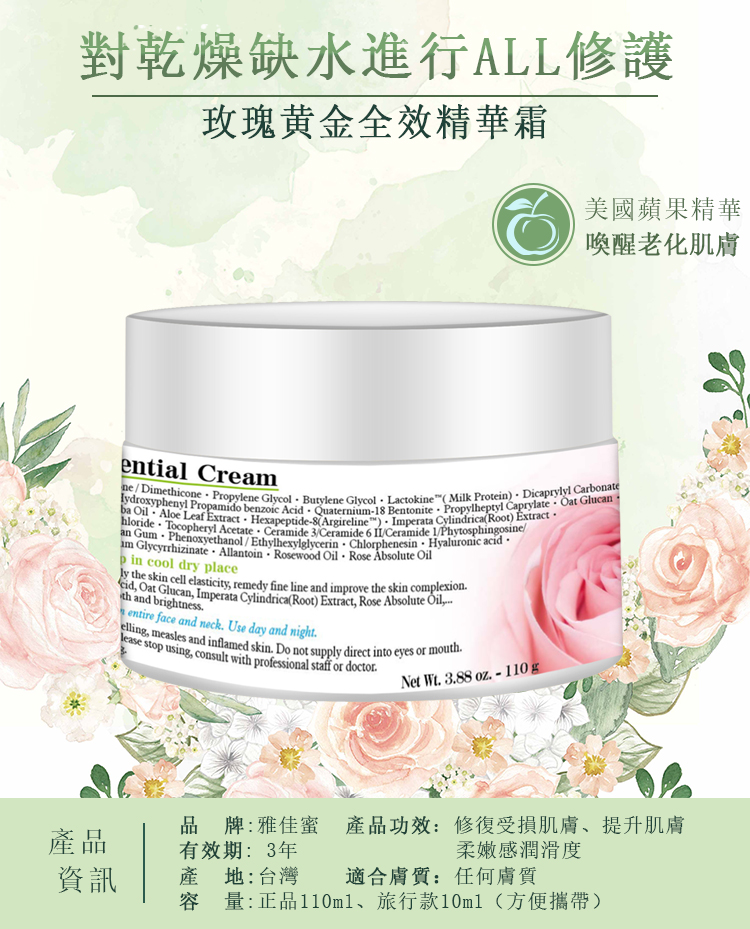 對乾燥缺水進行ALL修護
玫瑰黄金全效精華霜
美國蘋果精華
喚醒老化肌膚
ential Cream
ne / Dimethicone・Propylene Glycol・Butylene Glycol・Lactokine™( Milk Protein)・Dicaprylyl Carbonate
Hydroxyphenyl Propamido benzoic Acid・Quaternium-18 Bentonite・Propylheptyl Caprylate・Oat Glucan・
ba Oil・Aloe Leaf Extract・Hexapeptide-8(Argireline™)・Imperata Cylindrica(Root) Extract・
hloride・Tocopheryl Acetate・Ceramide 3/Ceramide 6 II/Ceramide 1/Phytosphingosine/
an Gum・Phenoxyethanol / Ethylhexylglycerin・Chlorphenesin・Hyaluronic acid・
um Glycyrrhizinate・Allantoin・Rosewood Oil・Rose Absolute Oil
p in cool dry place
ly the skin cell elasticity, remedy fine line and improve the skin complexion.
cid, Oat Glucan, Imperata Cylindrica(Root) Extract, Rose Absolute Oil,...
th and brightness.
n entire face and neck. Use day and night.
elling, measles and inflamed skin. Do not supply direct into eyes or mouth.
lease stop using, consult with professional staff or doctor.
Net Wt. 3.88 oz. - 110 g
產品
資訊
品 牌:雅佳蜜 產品功效：修復受損肌膚、提升肌膚
有效期: 3年 柔嫩感潤滑度
產 地:台灣 適合膚質：任何膚質
容 量:正品110ml、旅行款10ml（方便攜帶）